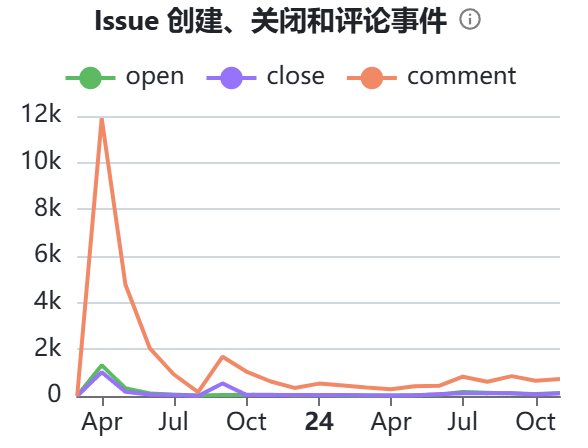 Issue 创建、关闭和评论事件
open close comment
12k
10k
8k
6k
4k
2k
0
Apr Jul Oct 24 Apr Jul Oct